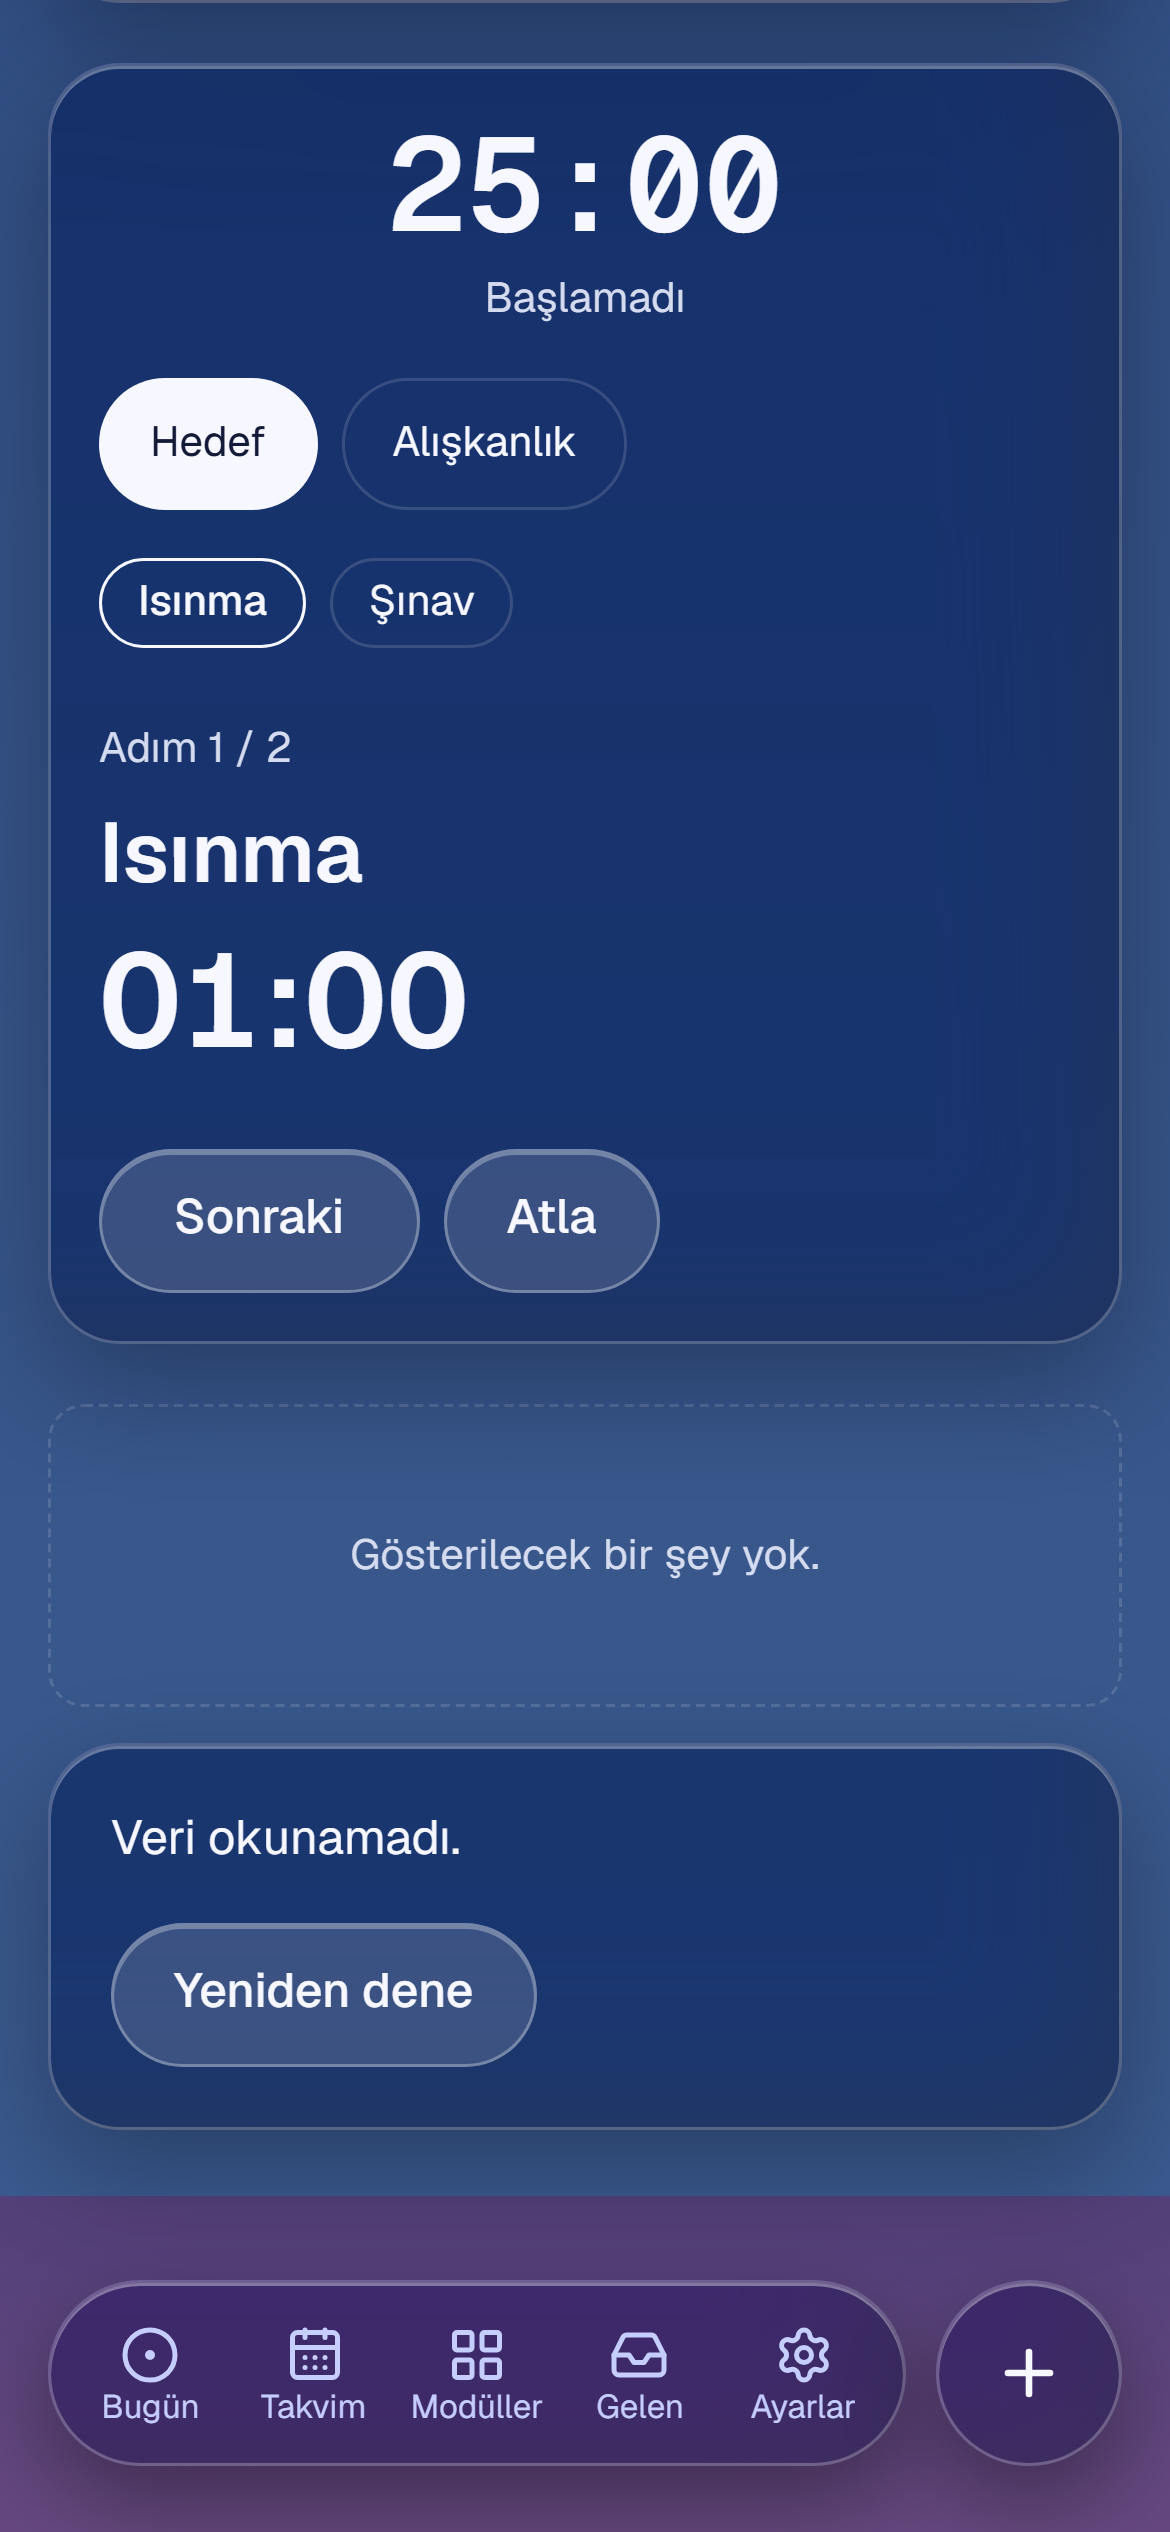 25:00
Başlamadı
Hedef
Alışkanlık
Isınma
Şınav
Adım 1 / 2
Isınma
01:00
Sonraki
Atla
Gösterilecek bir şey yok.
Veri okunamadı.
Yeniden dene
Bugün
Takvim
Modüller
Gelen
Ayarlar